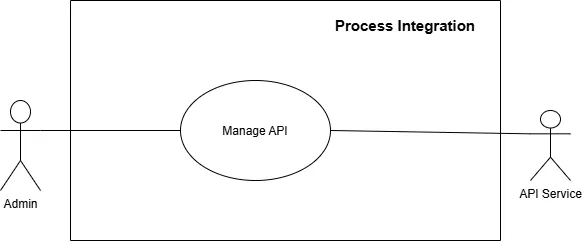 Process Integration
Manage API
Admin
API Service